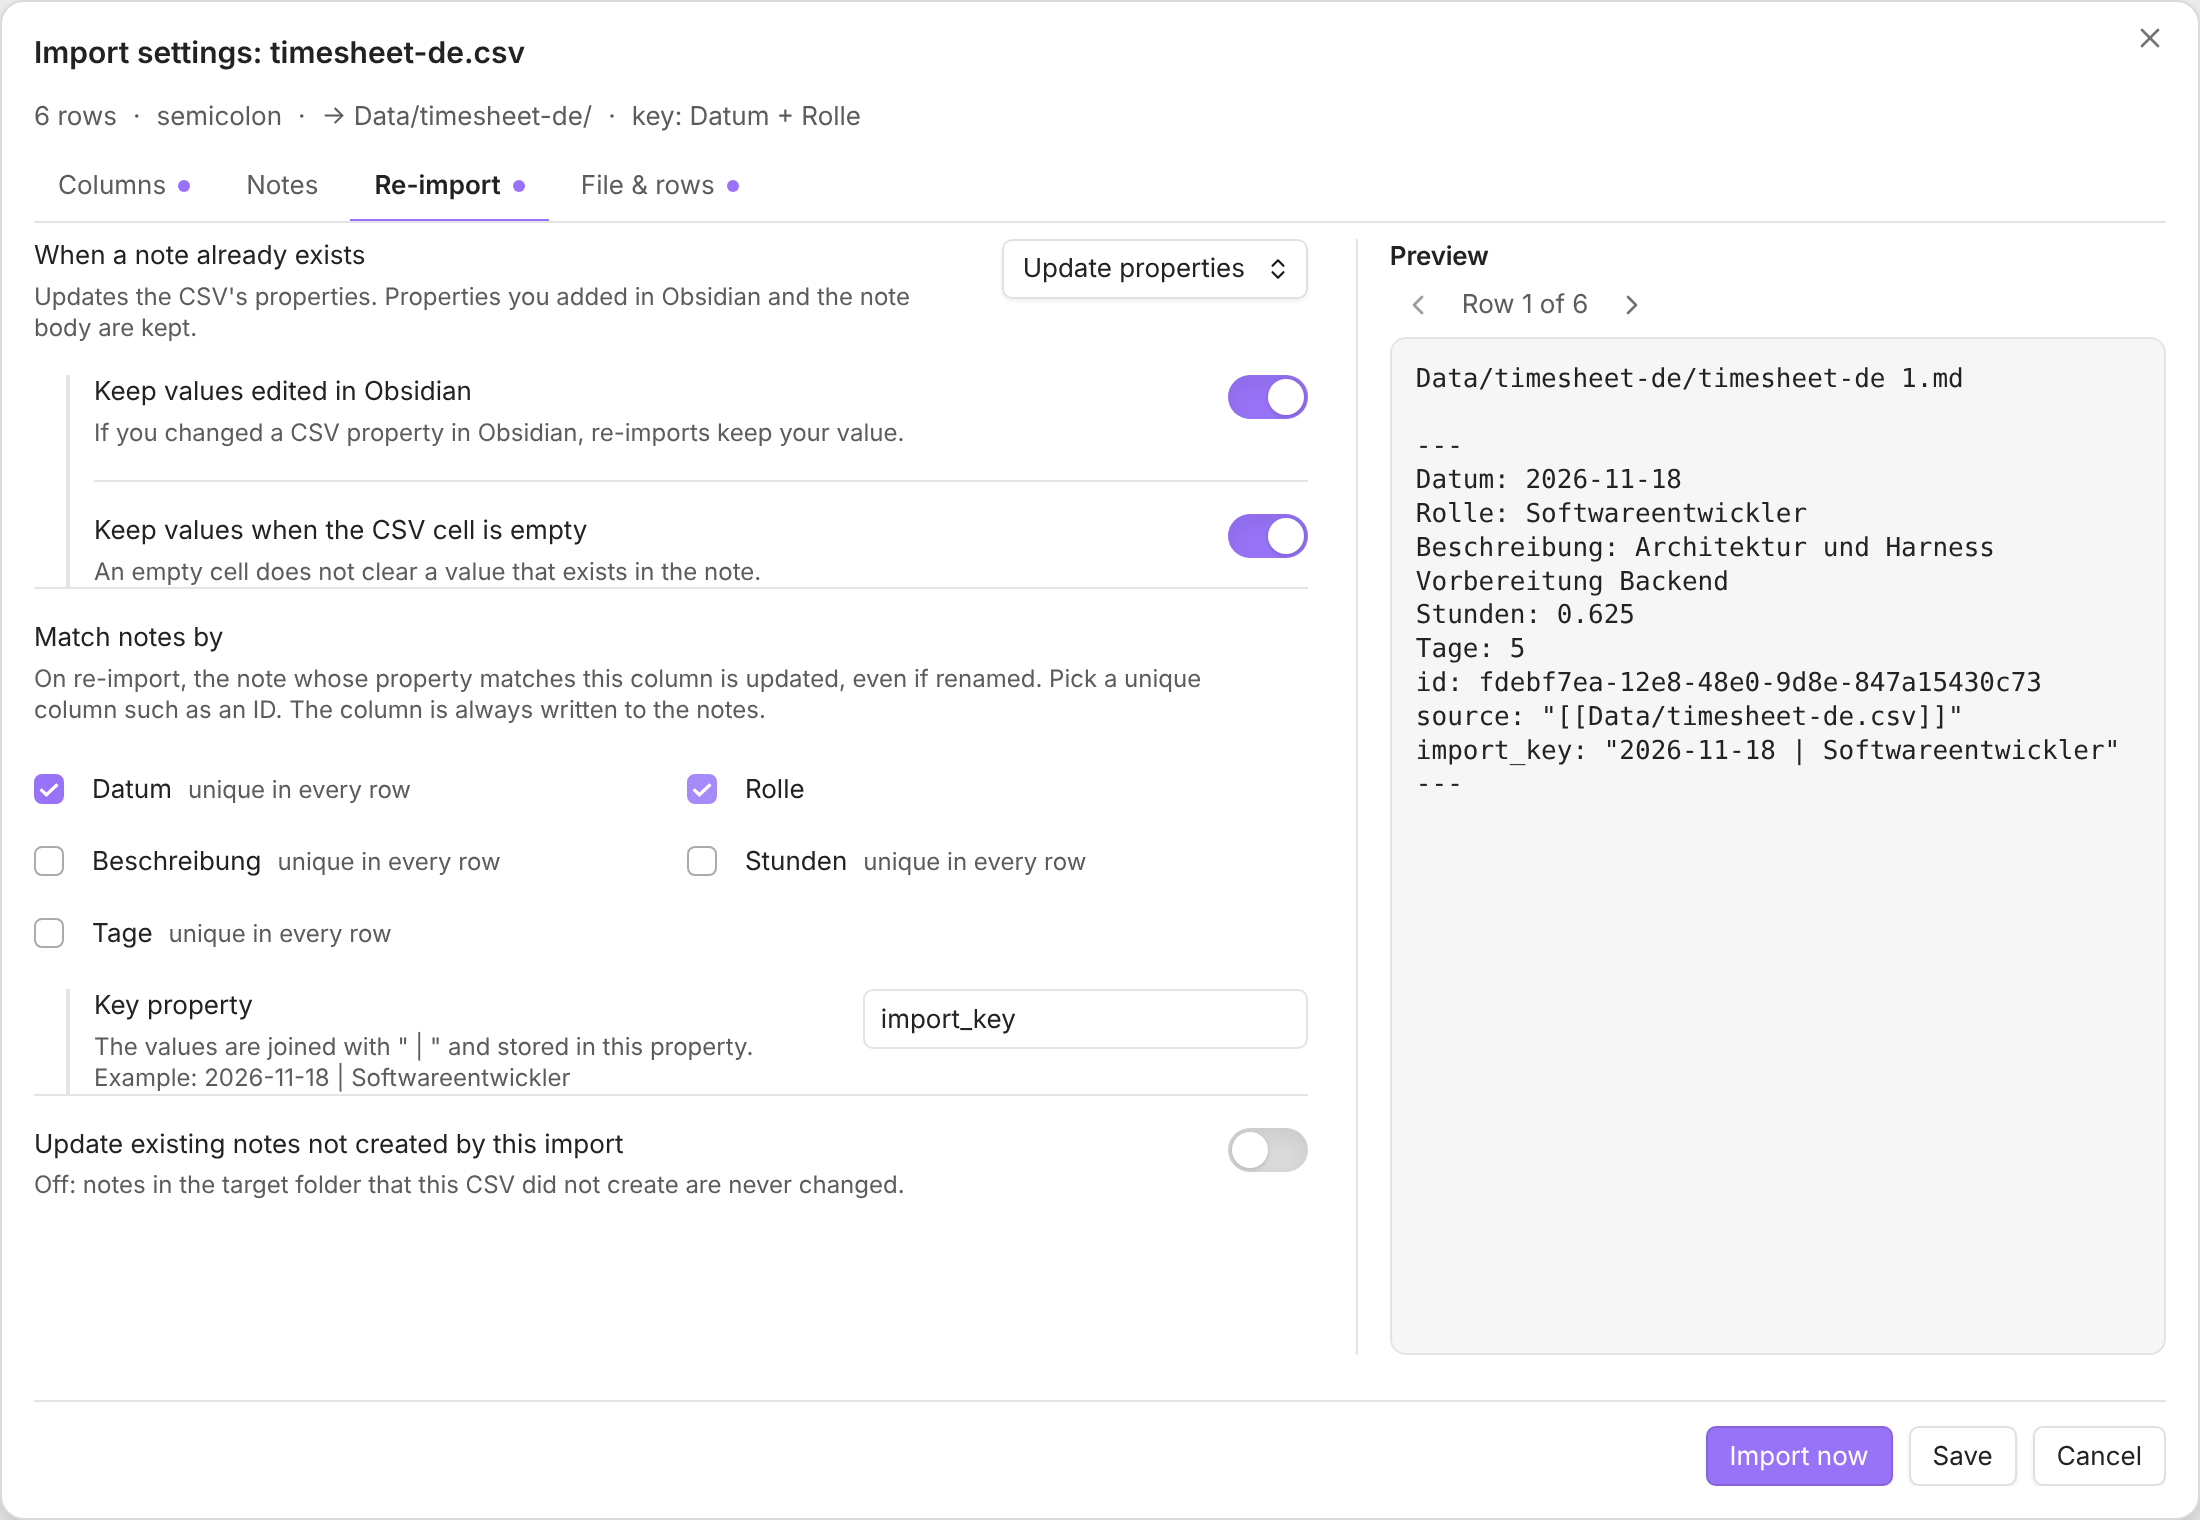 Import settings: timesheet-de.csv
6 rows · semicolon · → Data/timesheet-de/ · key: Datum + Rolle
Columns Notes Re-import File & rows
When a note already exists
Updates the CSV's properties. Properties you added in Obsidian and the note
body are kept.
Update properties
Keep values edited in Obsidian
If you changed a CSV property in Obsidian, re-imports keep your value.
Keep values when the CSV cell is empty
An empty cell does not clear a value that exists in the note.
Match notes by
On re-import, the note whose property matches this column is updated, even if renamed. Pick a unique
column such as an ID. The column is always written to the notes.
Datum unique in every row
Rolle
Beschreibung unique in every row
Stunden unique in every row
Tage unique in every row
Key property
The values are joined with " | " and stored in this property.
Example: 2026-11-18 | Softwareentwickler
import_key
Update existing notes not created by this import
Off: notes in the target folder that this CSV did not create are never changed.
Preview
Row 1 of 6
Data/timesheet-de/timesheet-de 1.md
---
Datum: 2026-11-18
Rolle: Softwareentwickler
Beschreibung: Architektur und Harness
Vorbereitung Backend
Stunden: 0.625
Tage: 5
id: fdebf7ea-12e8-48e0-9d8e-847a15430c73
source: "[[Data/timesheet-de.csv]]"
import_key: "2026-11-18 | Softwareentwickler"
---
Import now
Save
Cancel